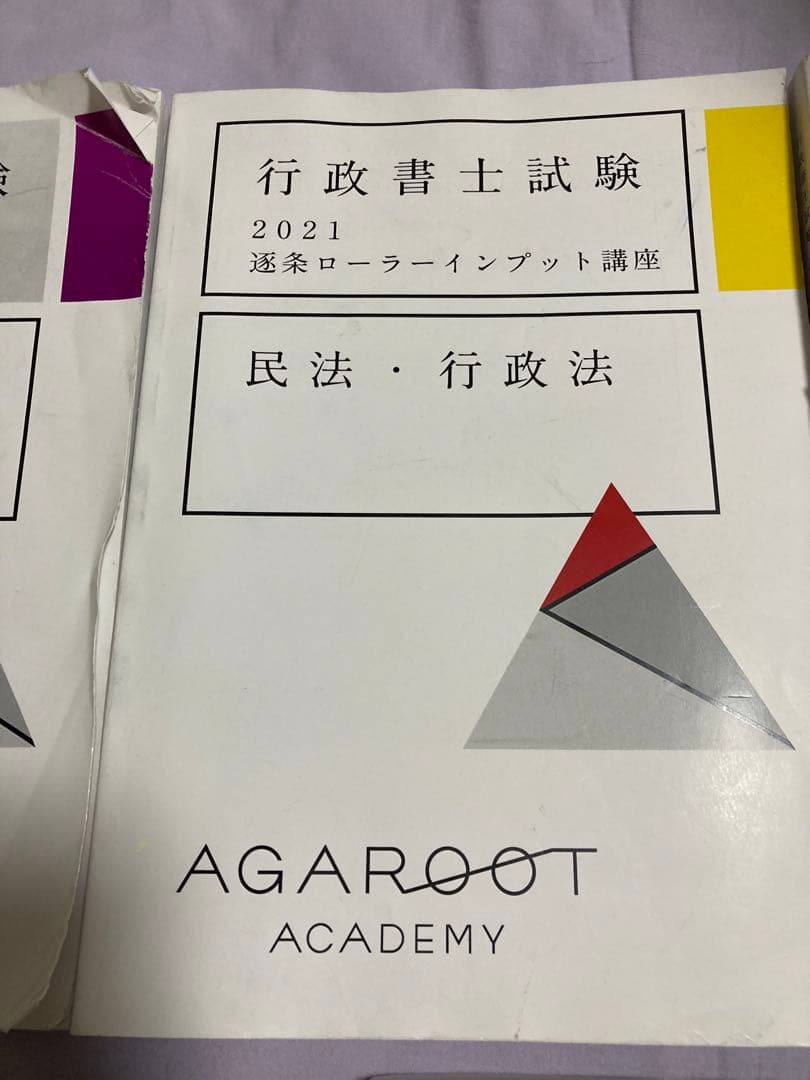 行政書士試験
2021
逐条ローラーインプット講座
民法・行政法
AGAROOT
ACADEMY